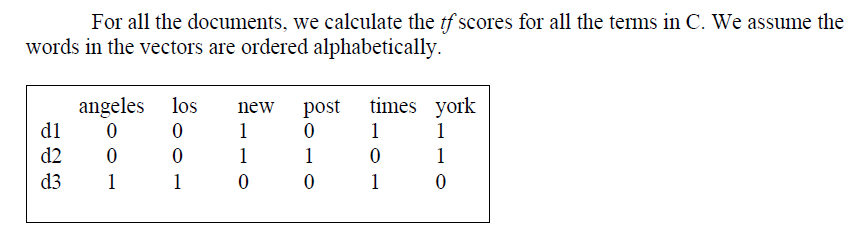 For all the documents, we calculate the tf scores for all the terms in C. We assume the
words in the vectors are ordered alphabetically.
angeles los new post times york
d1 0 0 1 0 1 1
d2 0 0 1 1 0 1
d3 1 1 0 0 1 0